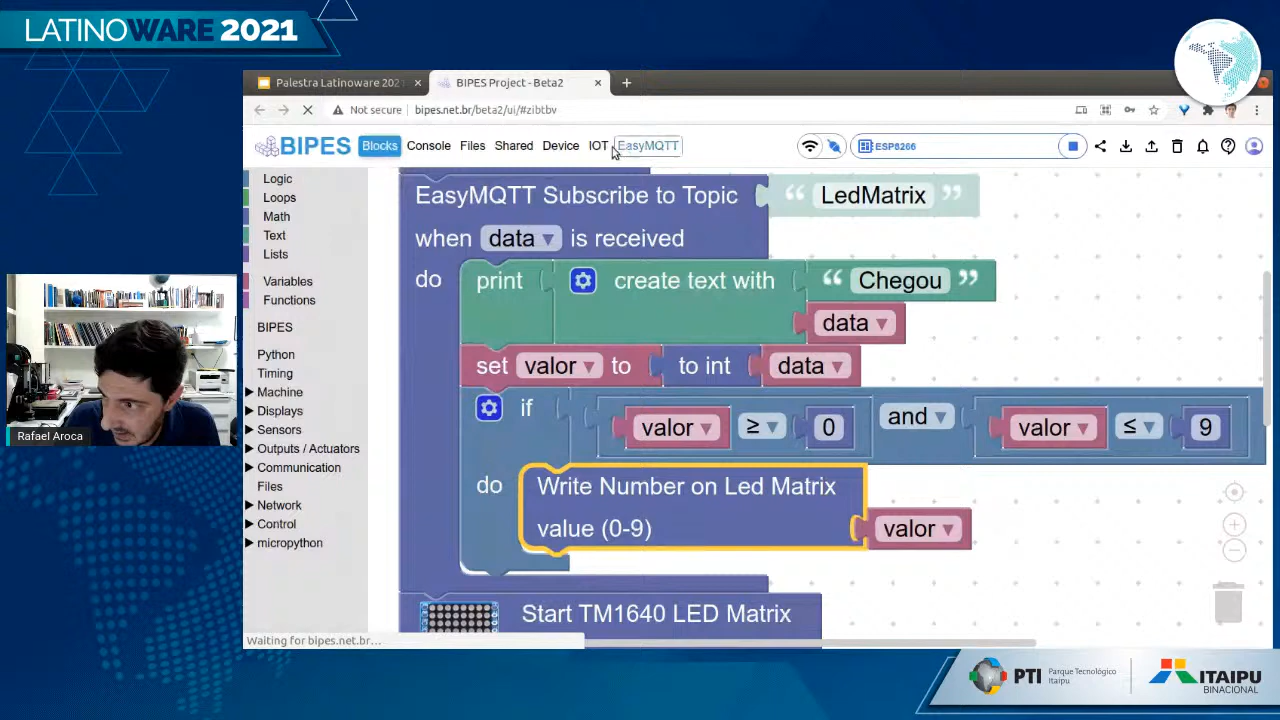 LATINOWARE 2021
Palestra Latinoware 202
BIPES Project - Beta2
Not secure
bipes.net.br/beta2/ui/#zibtbv
BIPES
Blocks
Console
Files
Shared
Device
IOT
EasyMQTT
ESP8266
Logic
Loops
Math
Text
Lists
Variables
Functions
BIPES
Python
Timing
Machine
Displays
Sensors
Outputs / Actuators
Communication
Files
Network
Control
micropython
EasyMQTT Subscribe to Topic “ LedMatrix ”
when data is received
do print create text with “ Chegou ”
data
set valor to to int data
if valor ≥ 0 and valor ≤ 9
do Write Number on Led Matrix
value (0-9) valor
Start TM1640 LED Matrix
Waiting for bipes.net.br...
Rafael Aroca
PTI Parque Tecnológico
Itaipu
ITAIPU
BINACIONAL